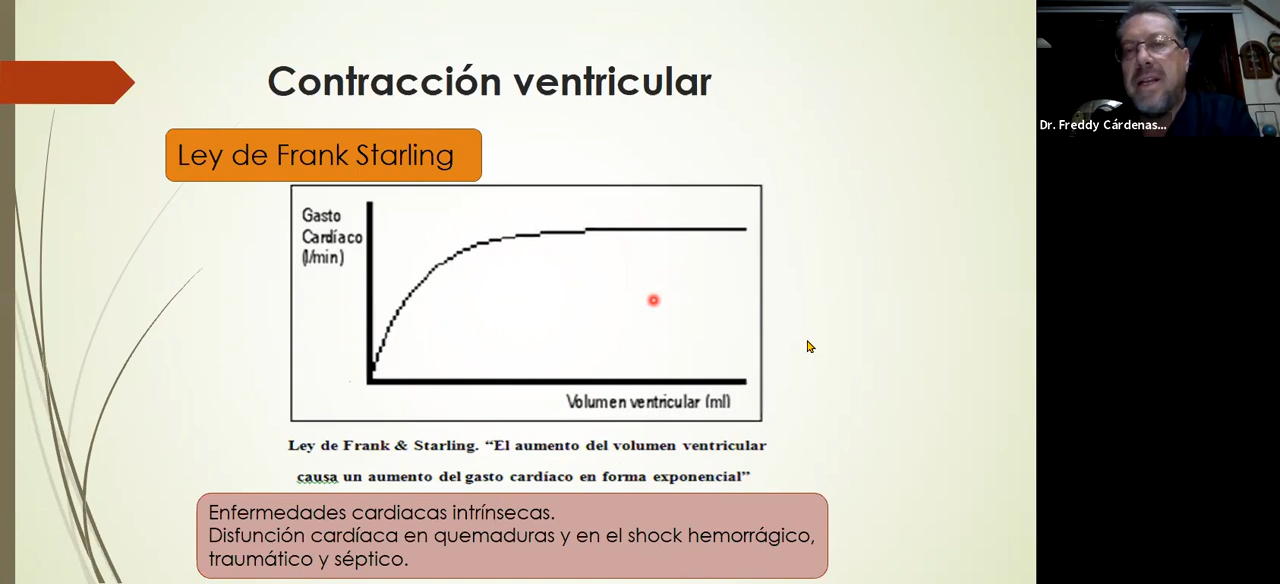 Contracción ventricular
Dr. Freddy Cárdenas...
Ley de Frank Starling
Gasto
Cardíaco
(l/min)
Volumen ventricular (ml)
Ley de Frank & Starling. “El aumento del volumen ventricular
causa un aumento del gasto cardíaco en forma exponencial”
Enfermedades cardiacas intrínsecas.
Disfunción cardíaca en quemaduras y en el shock hemorrágico,
traumático y séptico.